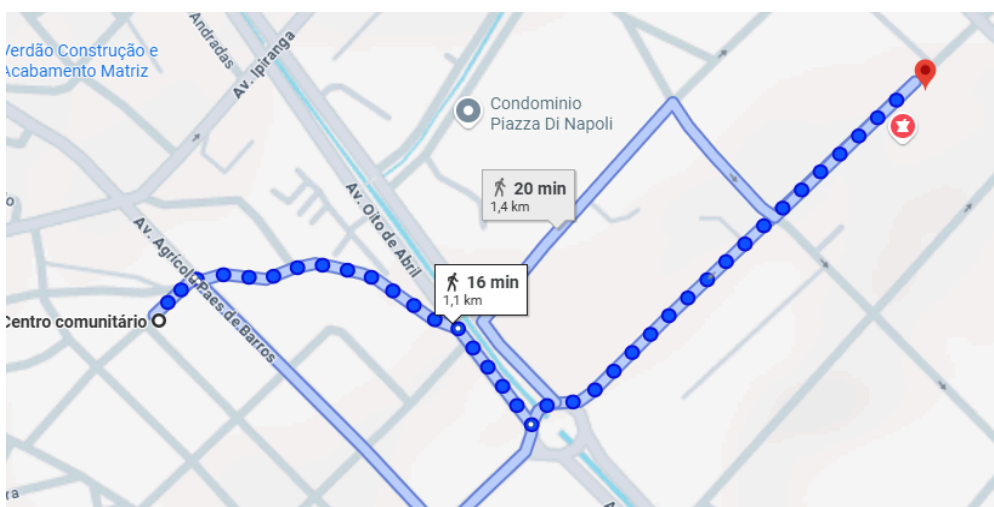 Verdão Construção e
Acabamento Matriz
Andradas
Av. Ipiranga
Condominio
Piazza Di Napoli
20 min
1,4 km
Av. Oito de Abril
Av. Agrícola Paes de Barros
16 min
1,1 km
Centro comunitário